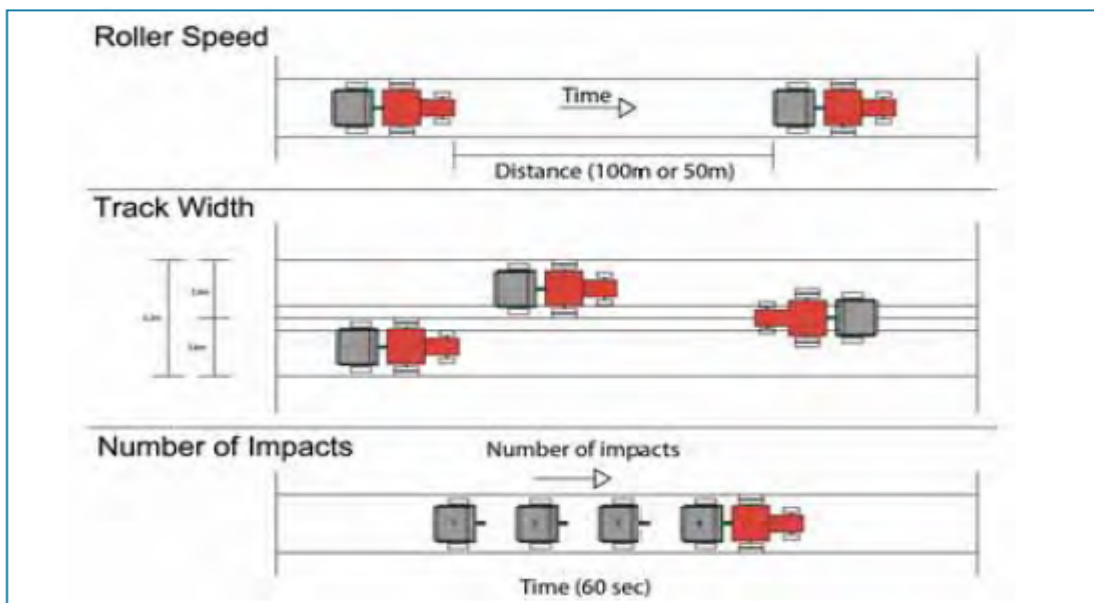 Roller Speed
Time
Distance (100m or 50m)
Track Width
Number of Impacts
Number of impacts
Time (60 sec)